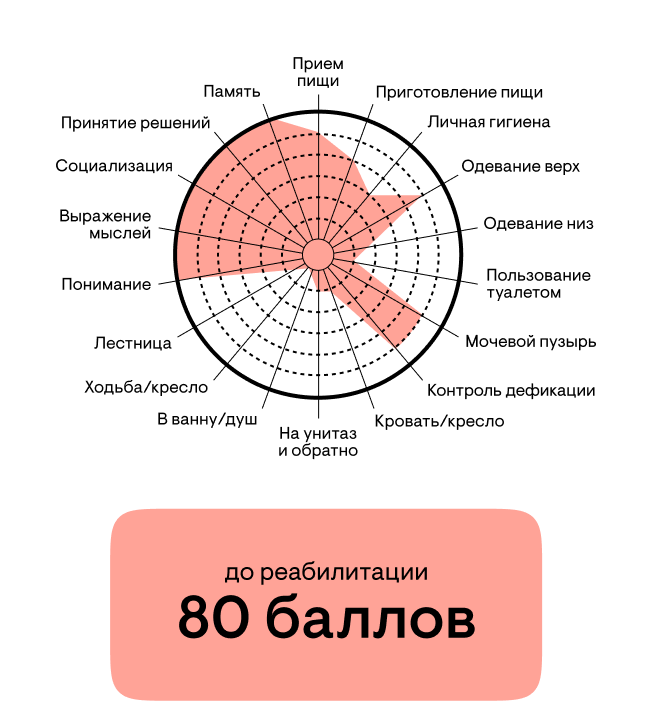 Прием
пищи
Память
Приготовление пищи
Принятие решений
Личная гигиена
Социализация
Одевание верх
Выражение
мыслей
Одевание низ
Понимание
Пользование
туалетом
Лестница
Мочевой пузырь
Ходьба/кресло
Контроль дефикации
В ванну/душ
Кровать/кресло
На унитаз
и обратно
до реабилитации
80 баллов